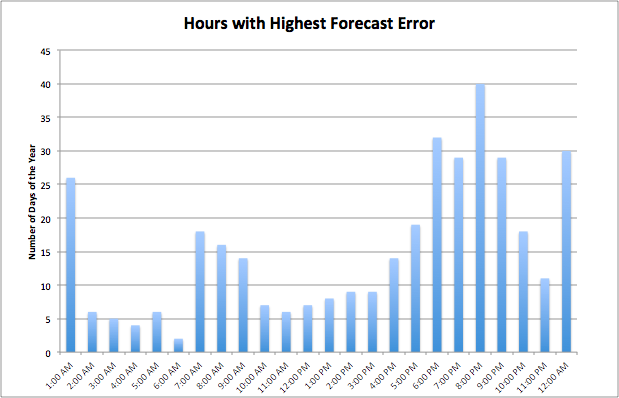 Hours with Highest Forecast Error
Number of Days of the Year
45
40
35
30
25
20
15
10
5
0
1:00 AM
2:00 AM
3:00 AM
4:00 AM
5:00 AM
6:00 AM
7:00 AM
8:00 AM
9:00 AM
10:00 AM
11:00 AM
12:00 PM
1:00 PM
2:00 PM
3:00 PM
4:00 PM
5:00 PM
6:00 PM
7:00 PM
8:00 PM
9:00 PM
10:00 PM
11:00 PM
12:00 AM